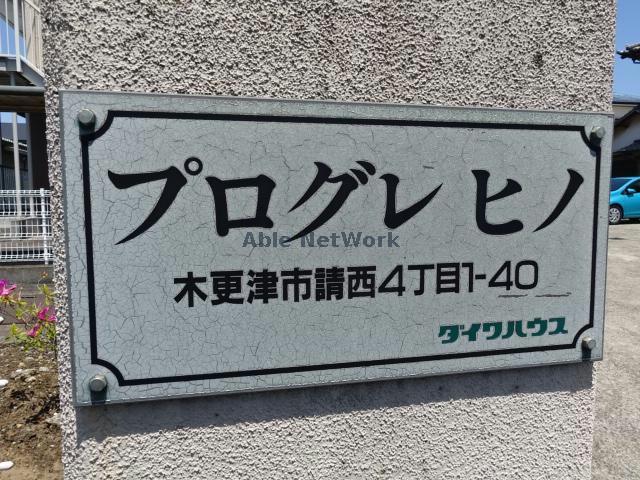 プログレ ヒノ
Able NetWork
木更津市請西4丁目1-40
ダイワハウス